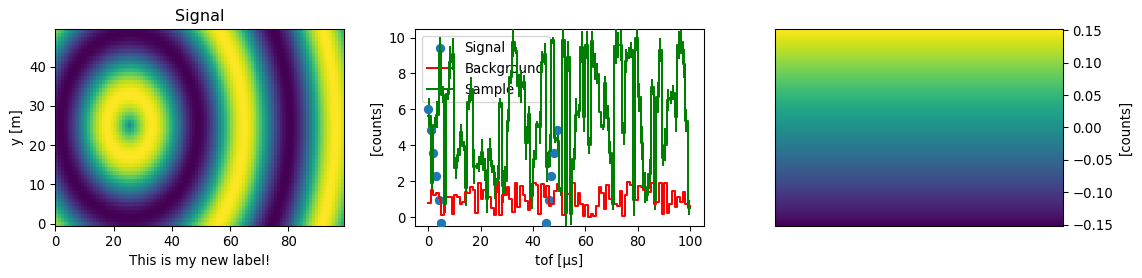 Signal
y [m]
40
30
20
10
0
0 20 40 60 80
This is my new label!
[counts]
10
8
6
4
2
0
Signal
Background
Sample
0 20 40 60 80 100
tof [μs]
0.15
0.10
0.05
0.00
−0.05
−0.10
−0.15
[counts]